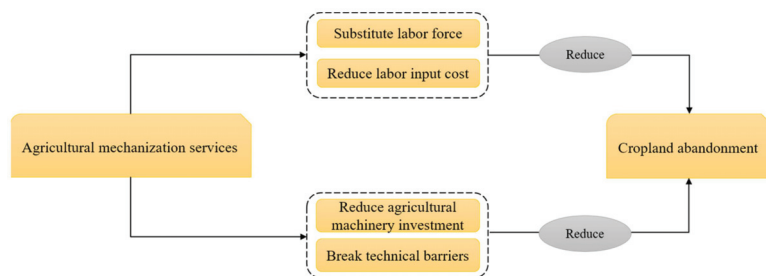 Substitute labor force
Reduce labor input cost
Reduce
Agricultural mechanization services
Cropland abandonment
Reduce agricultural
machinery investment
Break technical barriers
Reduce